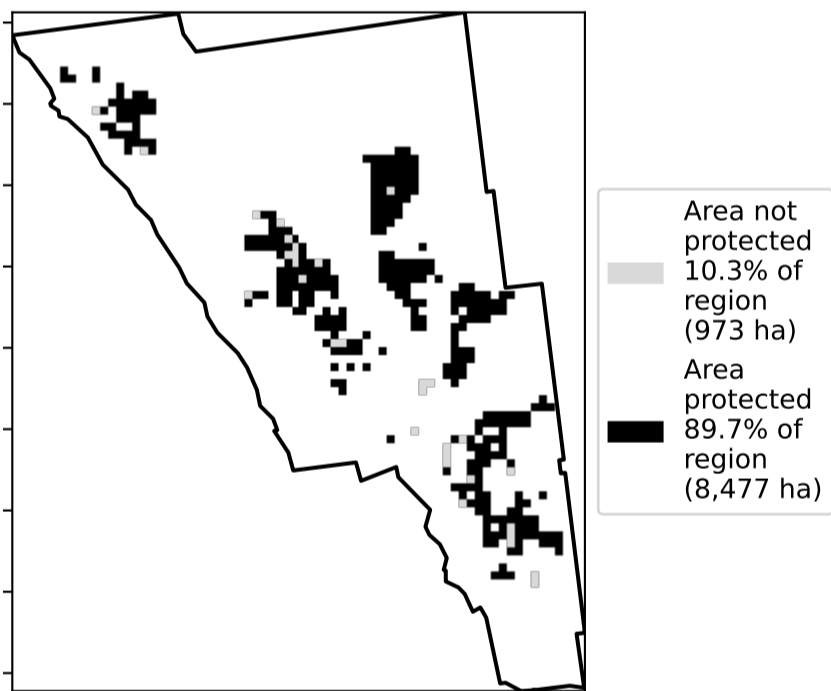 Area not
protected
10.3% of
region
(973 ha)
Area
protected
89.7% of
region
(8,477 ha)